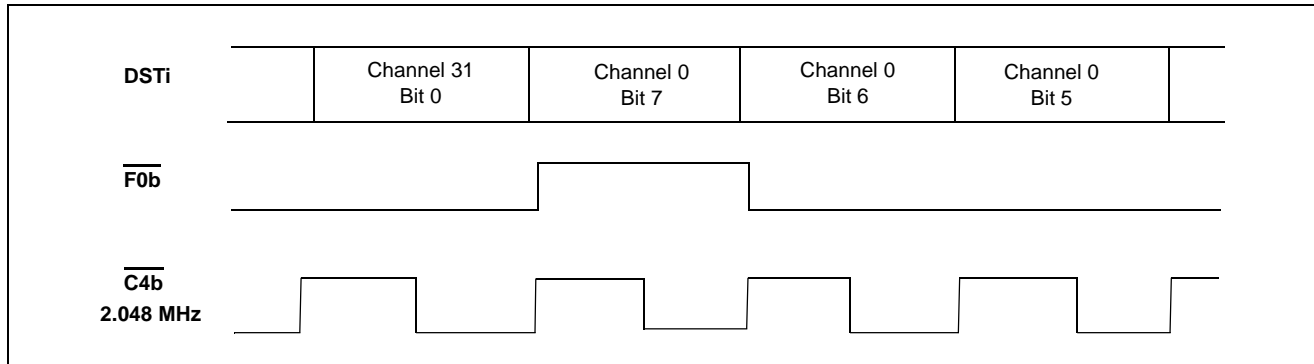 DSTi
Channel 31
Bit 0
Channel 0
Bit 7
Channel 0
Bit 6
Channel 0
Bit 5
F0b
C4b
2.048 MHz